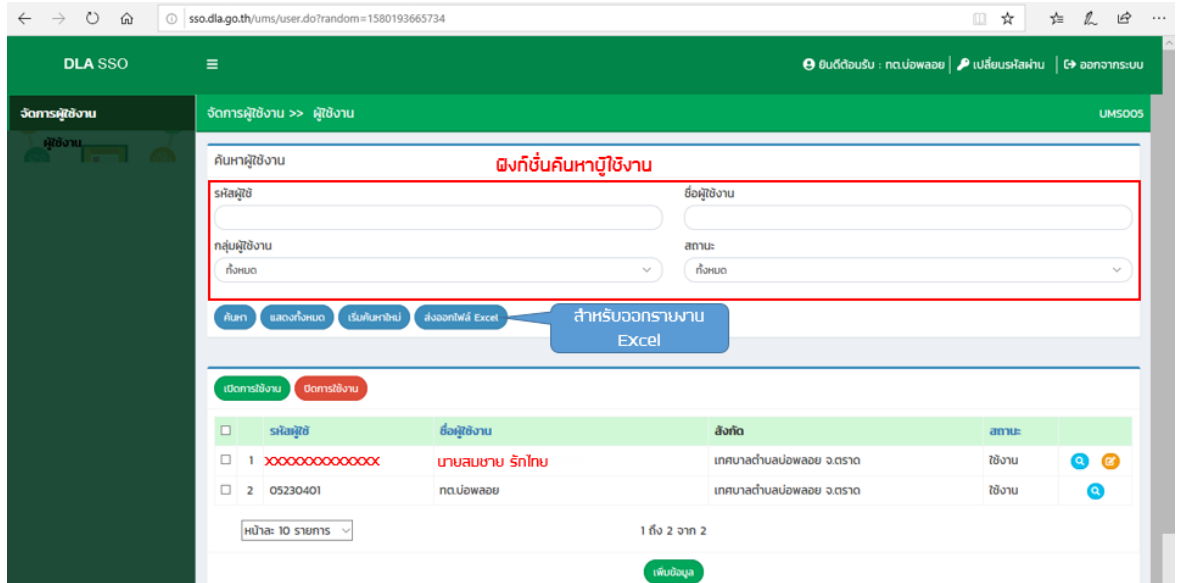 sso.dla.go.th/ums/user.do?random=1580193665734
DLA SSO
ยินดีต้อนรับ : ทต.บ่อพลอย | เปลี่ยนรหัสผ่าน | ออกจากระบบ
จัดการผู้ใช้งาน
จัดการผู้ใช้งาน >> ผู้ใช้งาน
UMS005
ผู้ใช้งาน
ค้นหาผู้ใช้งาน
ฟังก์ชั่นค้นหาผู้ใช้งาน
รหัสผู้ใช้
ชื่อผู้ใช้งาน
กลุ่มผู้ใช้งาน
สถานะ
ทั้งหมด
ทั้งหมด
ค้นหา
แสดงทั้งหมด
เริ่มค้นหาใหม่
ส่งออกไฟล์ Excel
สำหรับออกรายงาน
Excel
เปิดการใช้งาน
ปิดการใช้งาน
รหัสผู้ใช้ ชื่อผู้ใช้งาน สังกัด สถานะ
1 XXXXXXXXXXXXX นายสมชาย รักไทย เทศบาลตำบลบ่อพลอย จ.ตราด ใช้งาน
2 05230401 ทต.บ่อพลอย เทศบาลตำบลบ่อพลอย จ.ตราด ใช้งาน
หน้าละ 10 รายการ
1 ถึง 2 จาก 2
เพิ่มข้อมูล